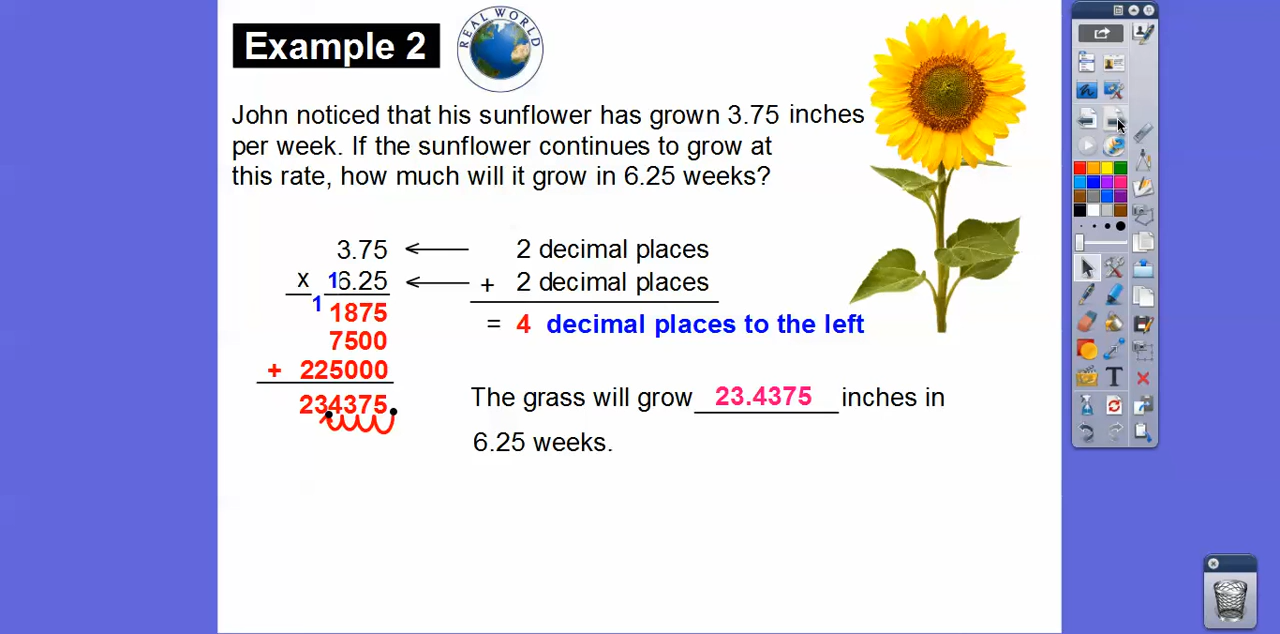 Example 2
REAL WORLD
John noticed that his sunflower has grown 3.75 inches
per week. If the sunflower continues to grow at
this rate, how much will it grow in 6.25 weeks?
3.75 ← 2 decimal places
x 16.25 ← + 2 decimal places
1 1875 = 4 decimal places to the left
7500
+ 225000
234375.
The grass will grow 23.4375 inches in
6.25 weeks.
T